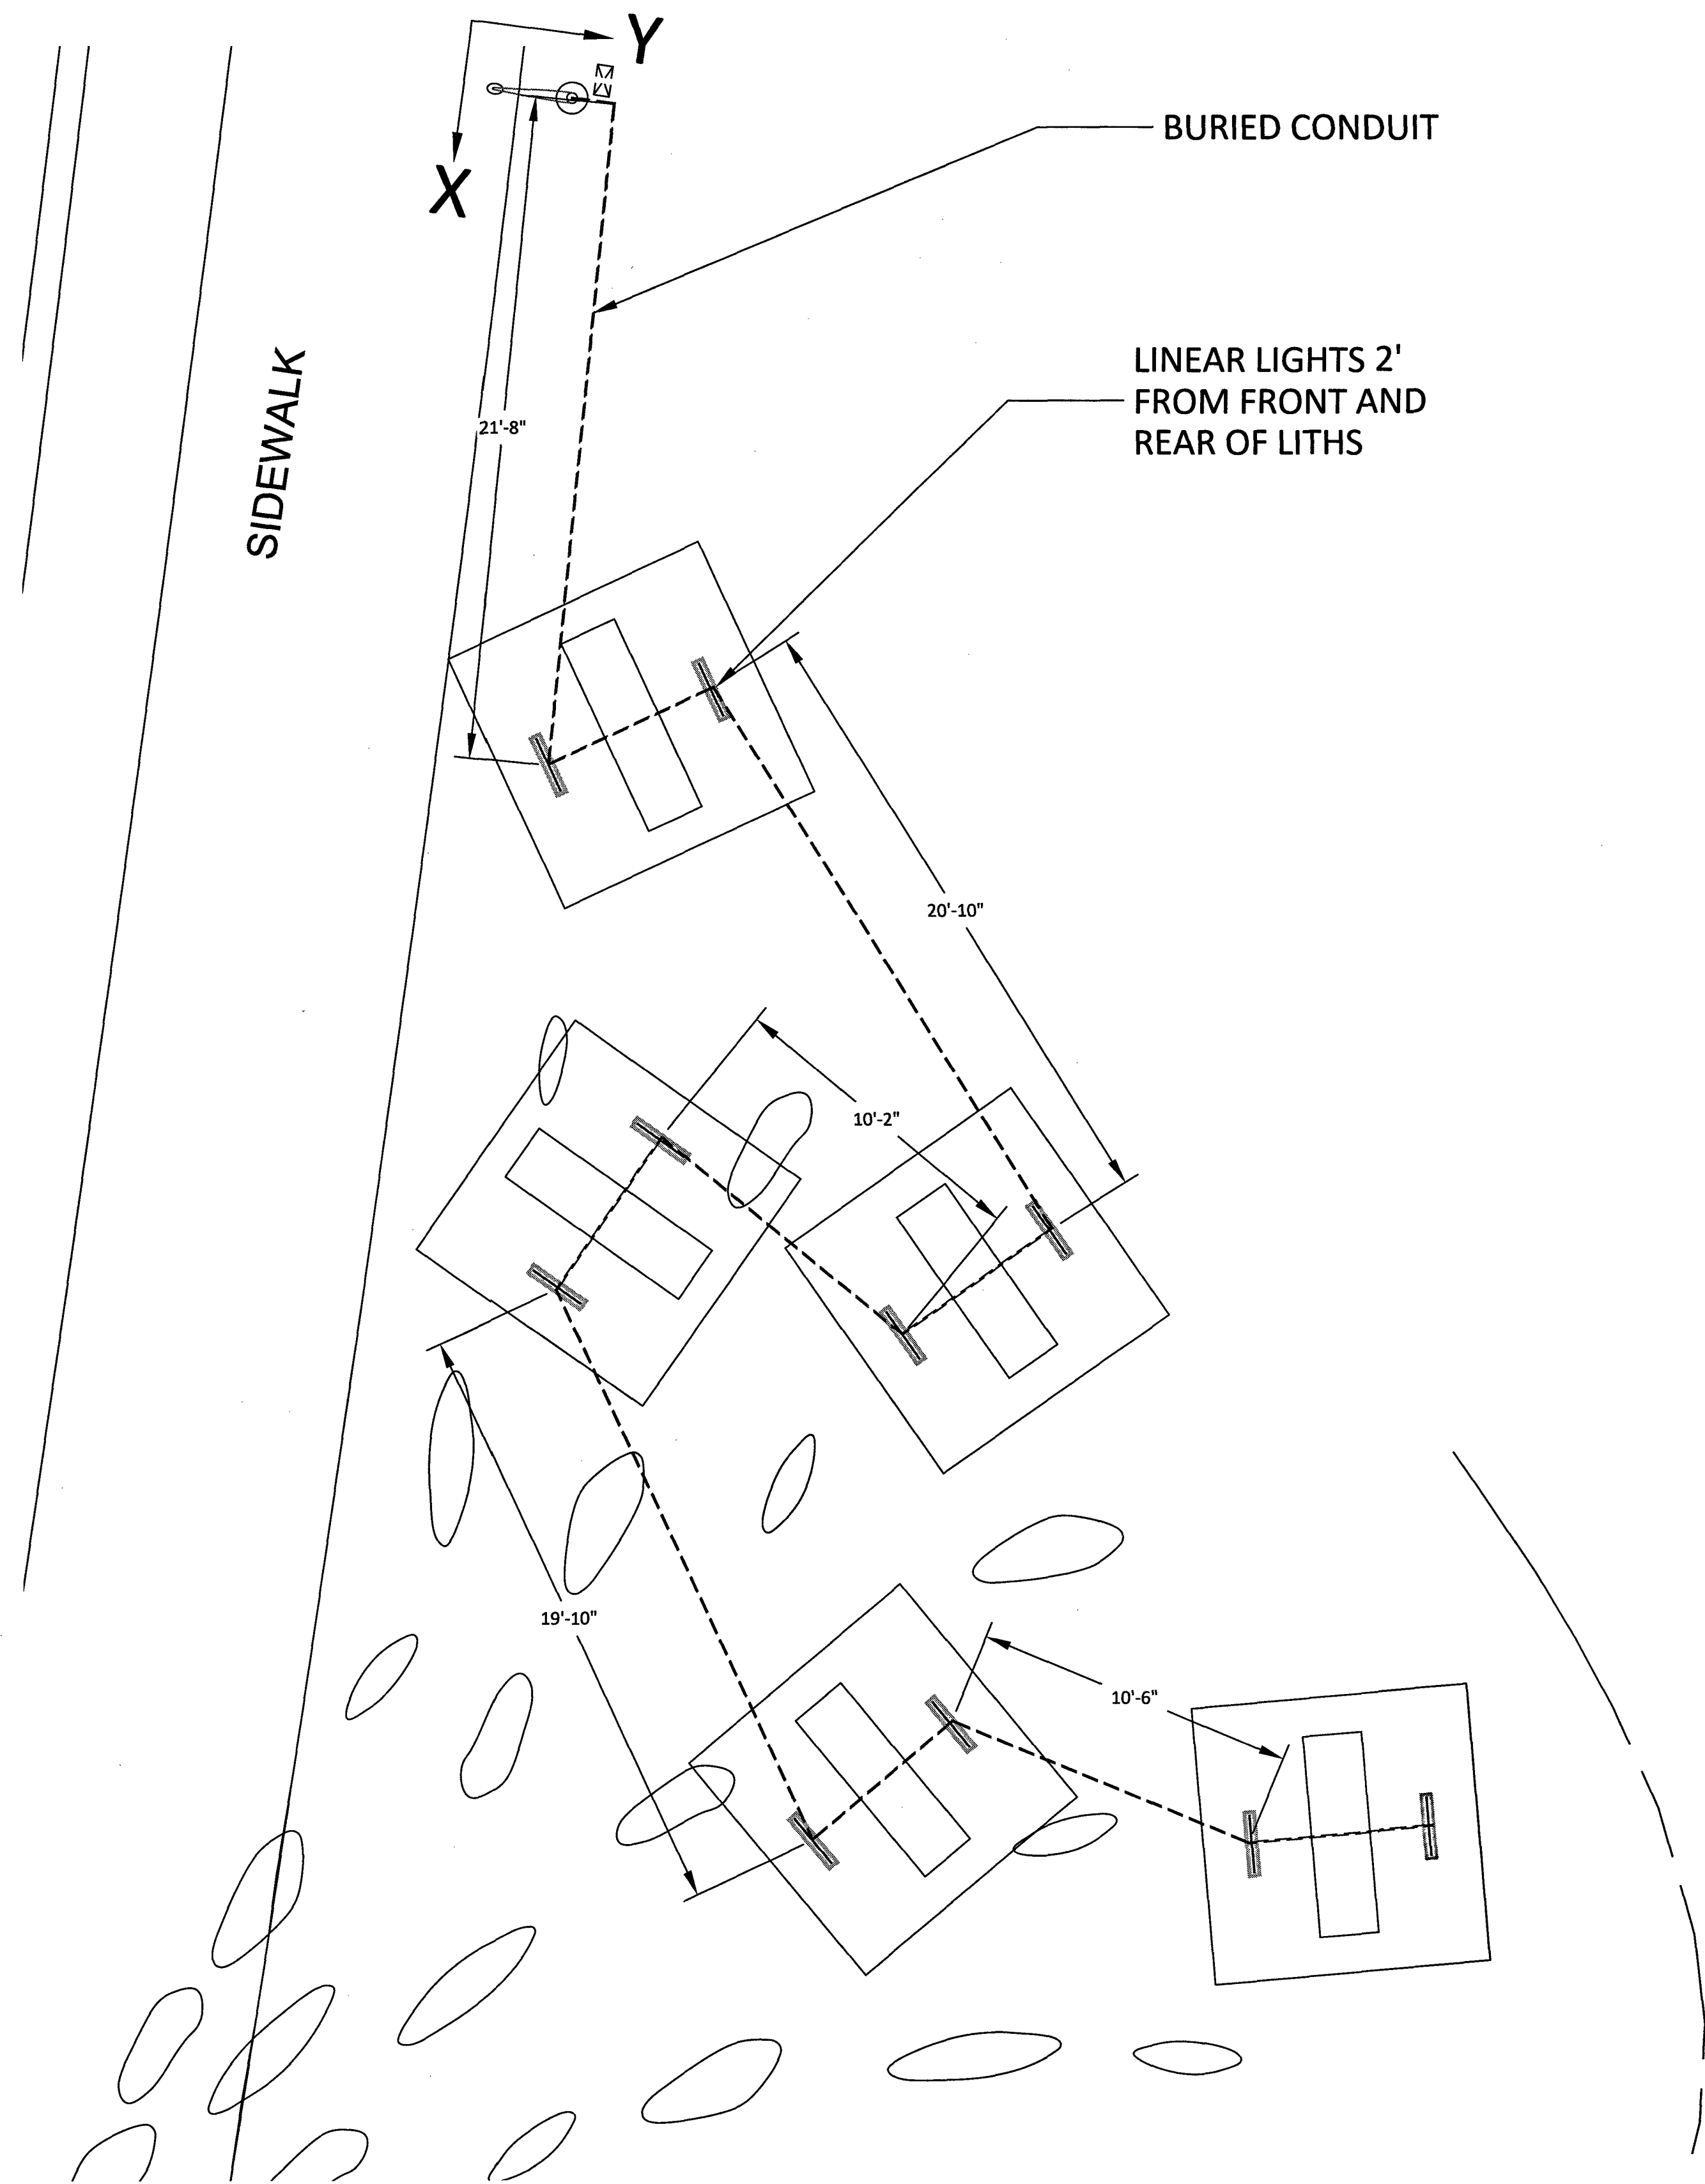 Y
X
BURIED CONDUIT
LINEAR LIGHTS 2'
FROM FRONT AND
REAR OF LITHS
SIDEWALK
21'-8"
20'-10"
10'-2"
19'-10"
10'-6"